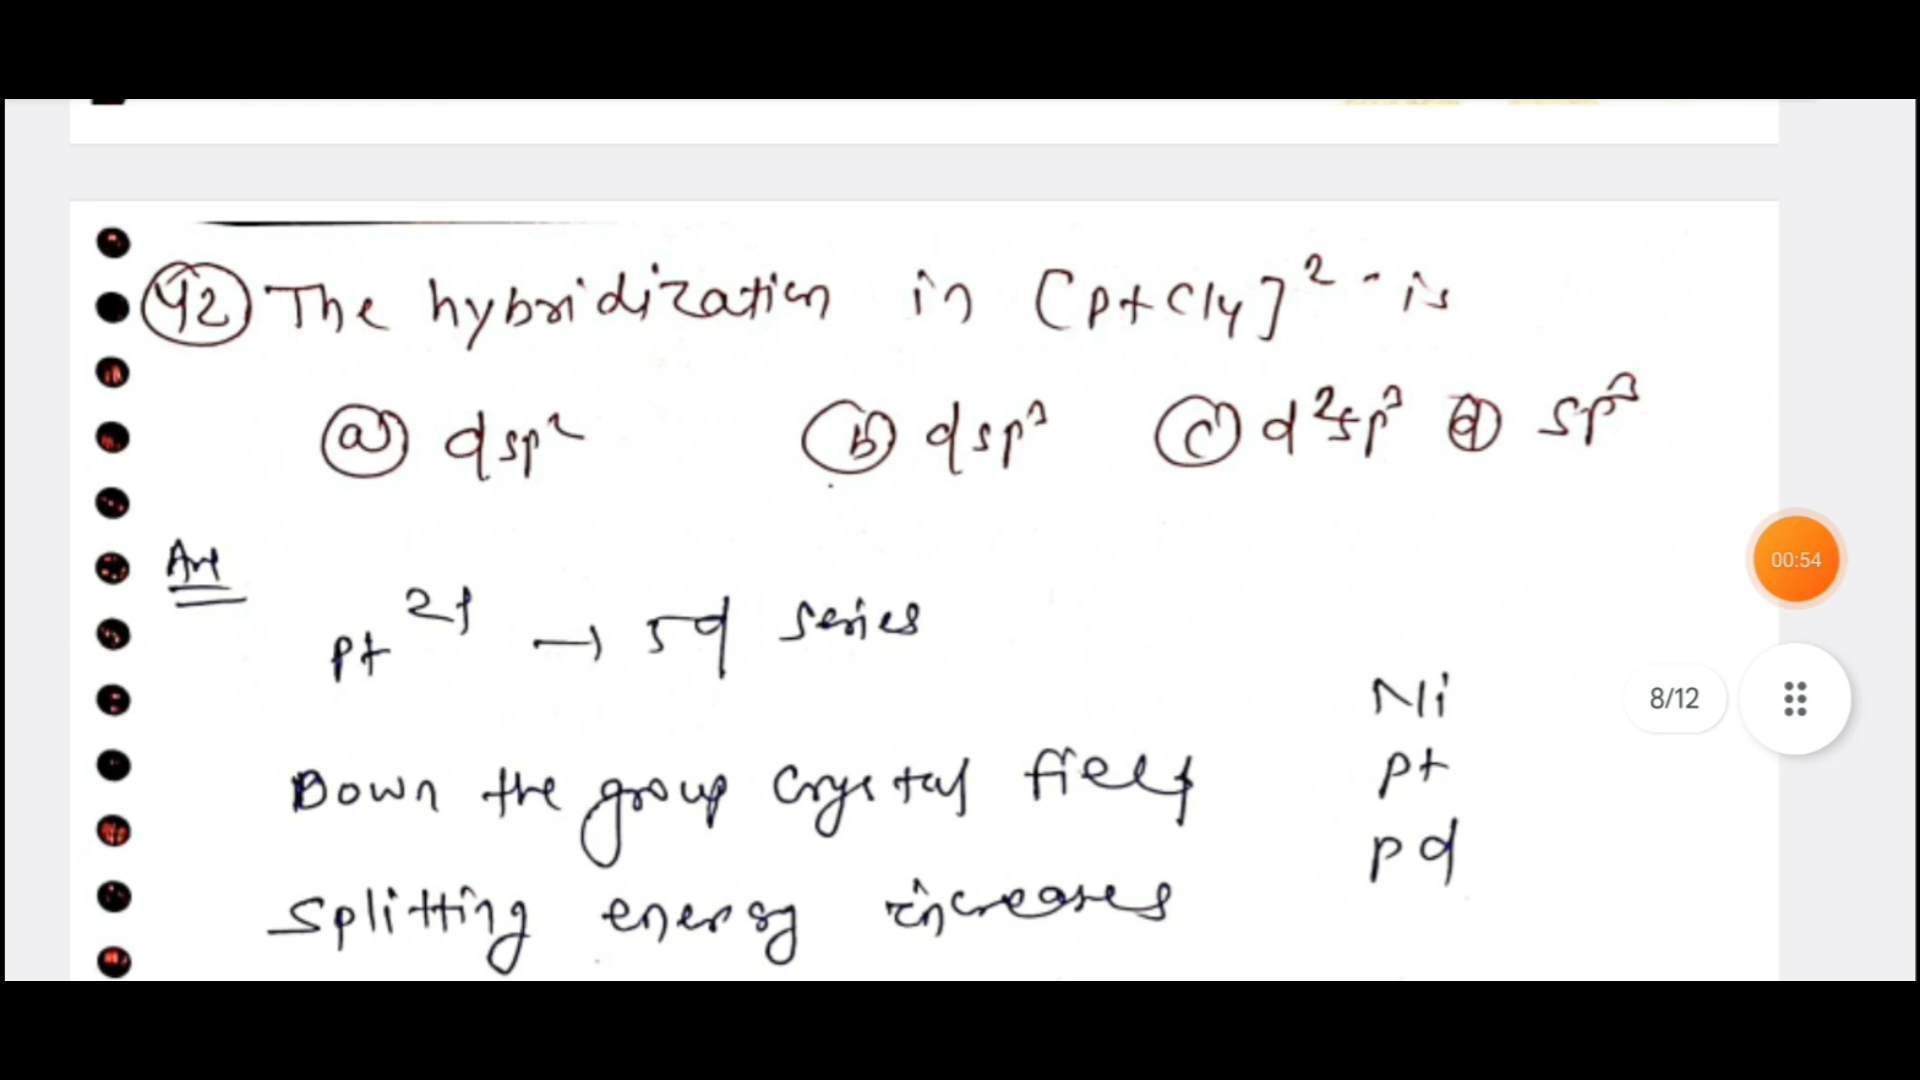 42 The hybridization in [PtCl4]2- is
a dsp2 b dsp3 c d2sp3 d sp3
Ans
00:54
Pt2+ → 5d series
Ni
8/12
Down the group crystal field
Pt
Pd
splitting energy increases